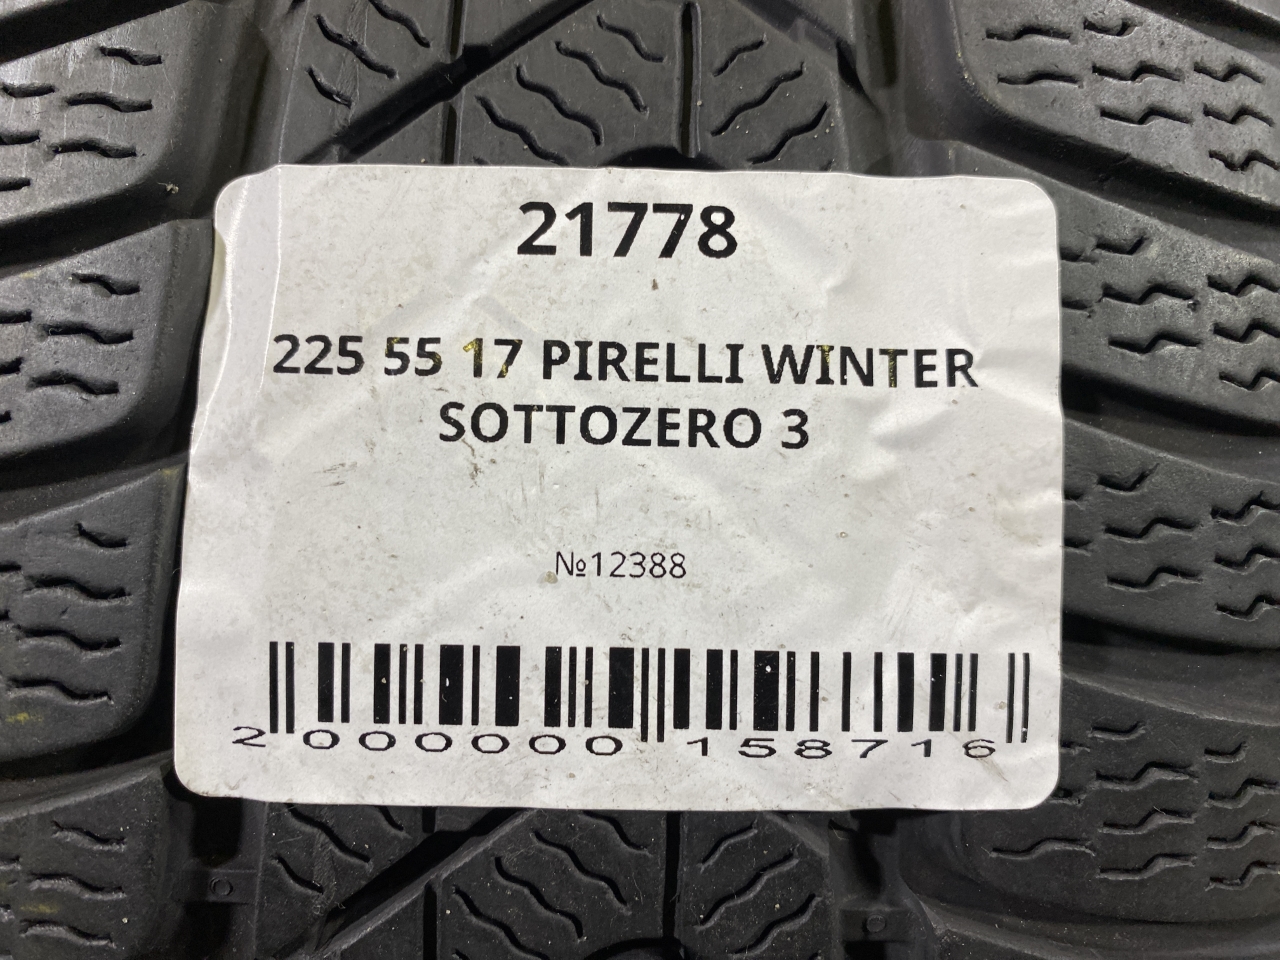 21778
225 55 17 PIRELLI WINTER
SOTTOZERO 3
№12388
2 000000 158716